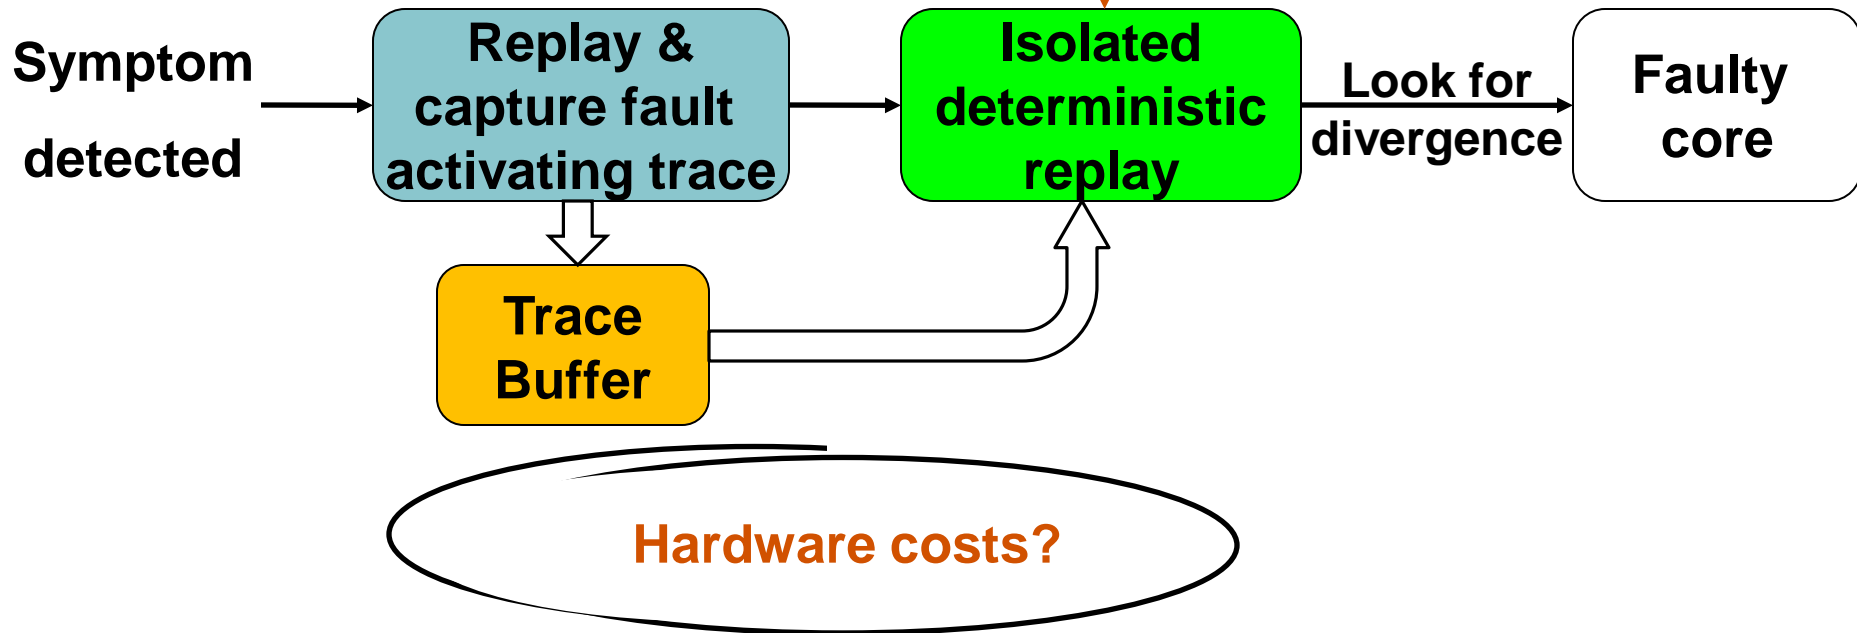 Symptom
detected
Replay &
capture fault
activating trace
Isolated
deterministic
replay
Look for
divergence
Faulty
core
Trace
Buffer
Hardware costs?